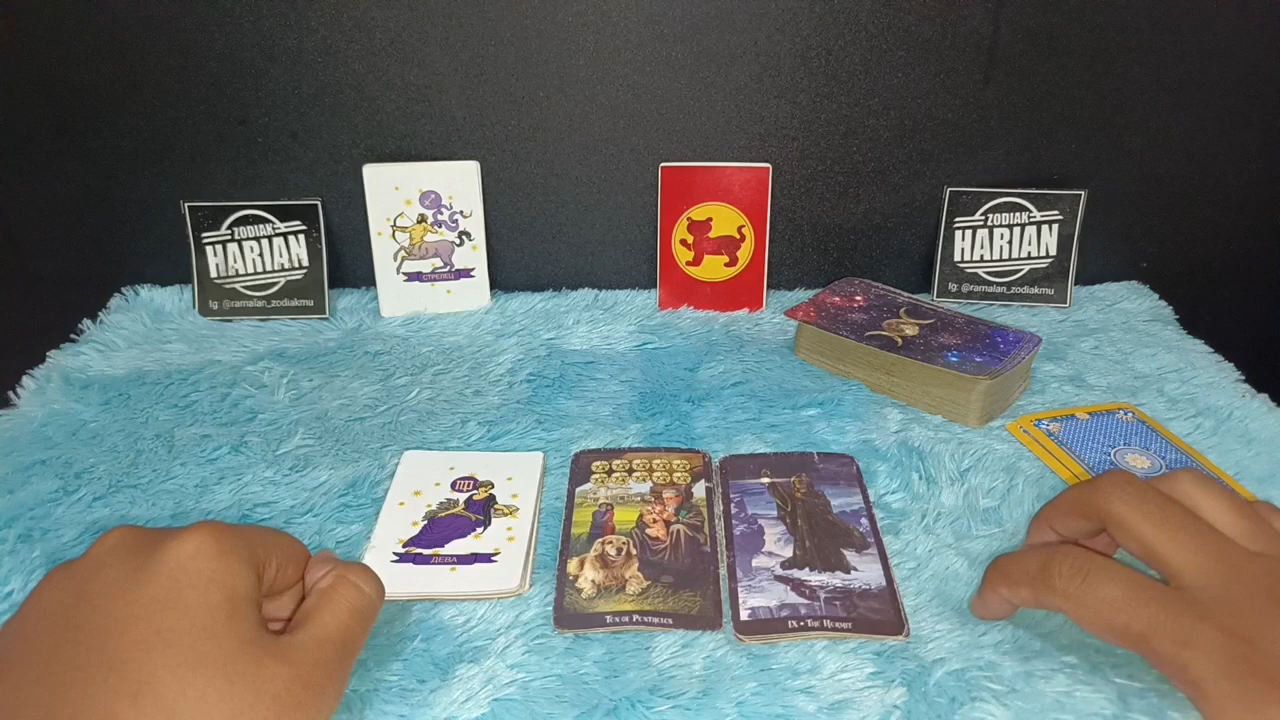 ZODIAK
HARIAN
Ig: @ramalan_zodiakmu
СТРЕЛЕЦ
ZODIAK
HARIAN
Ig: @ramalan_zodiakmu
ДЕВА
TEN OF PENTACLES
IX • THE HERMIT